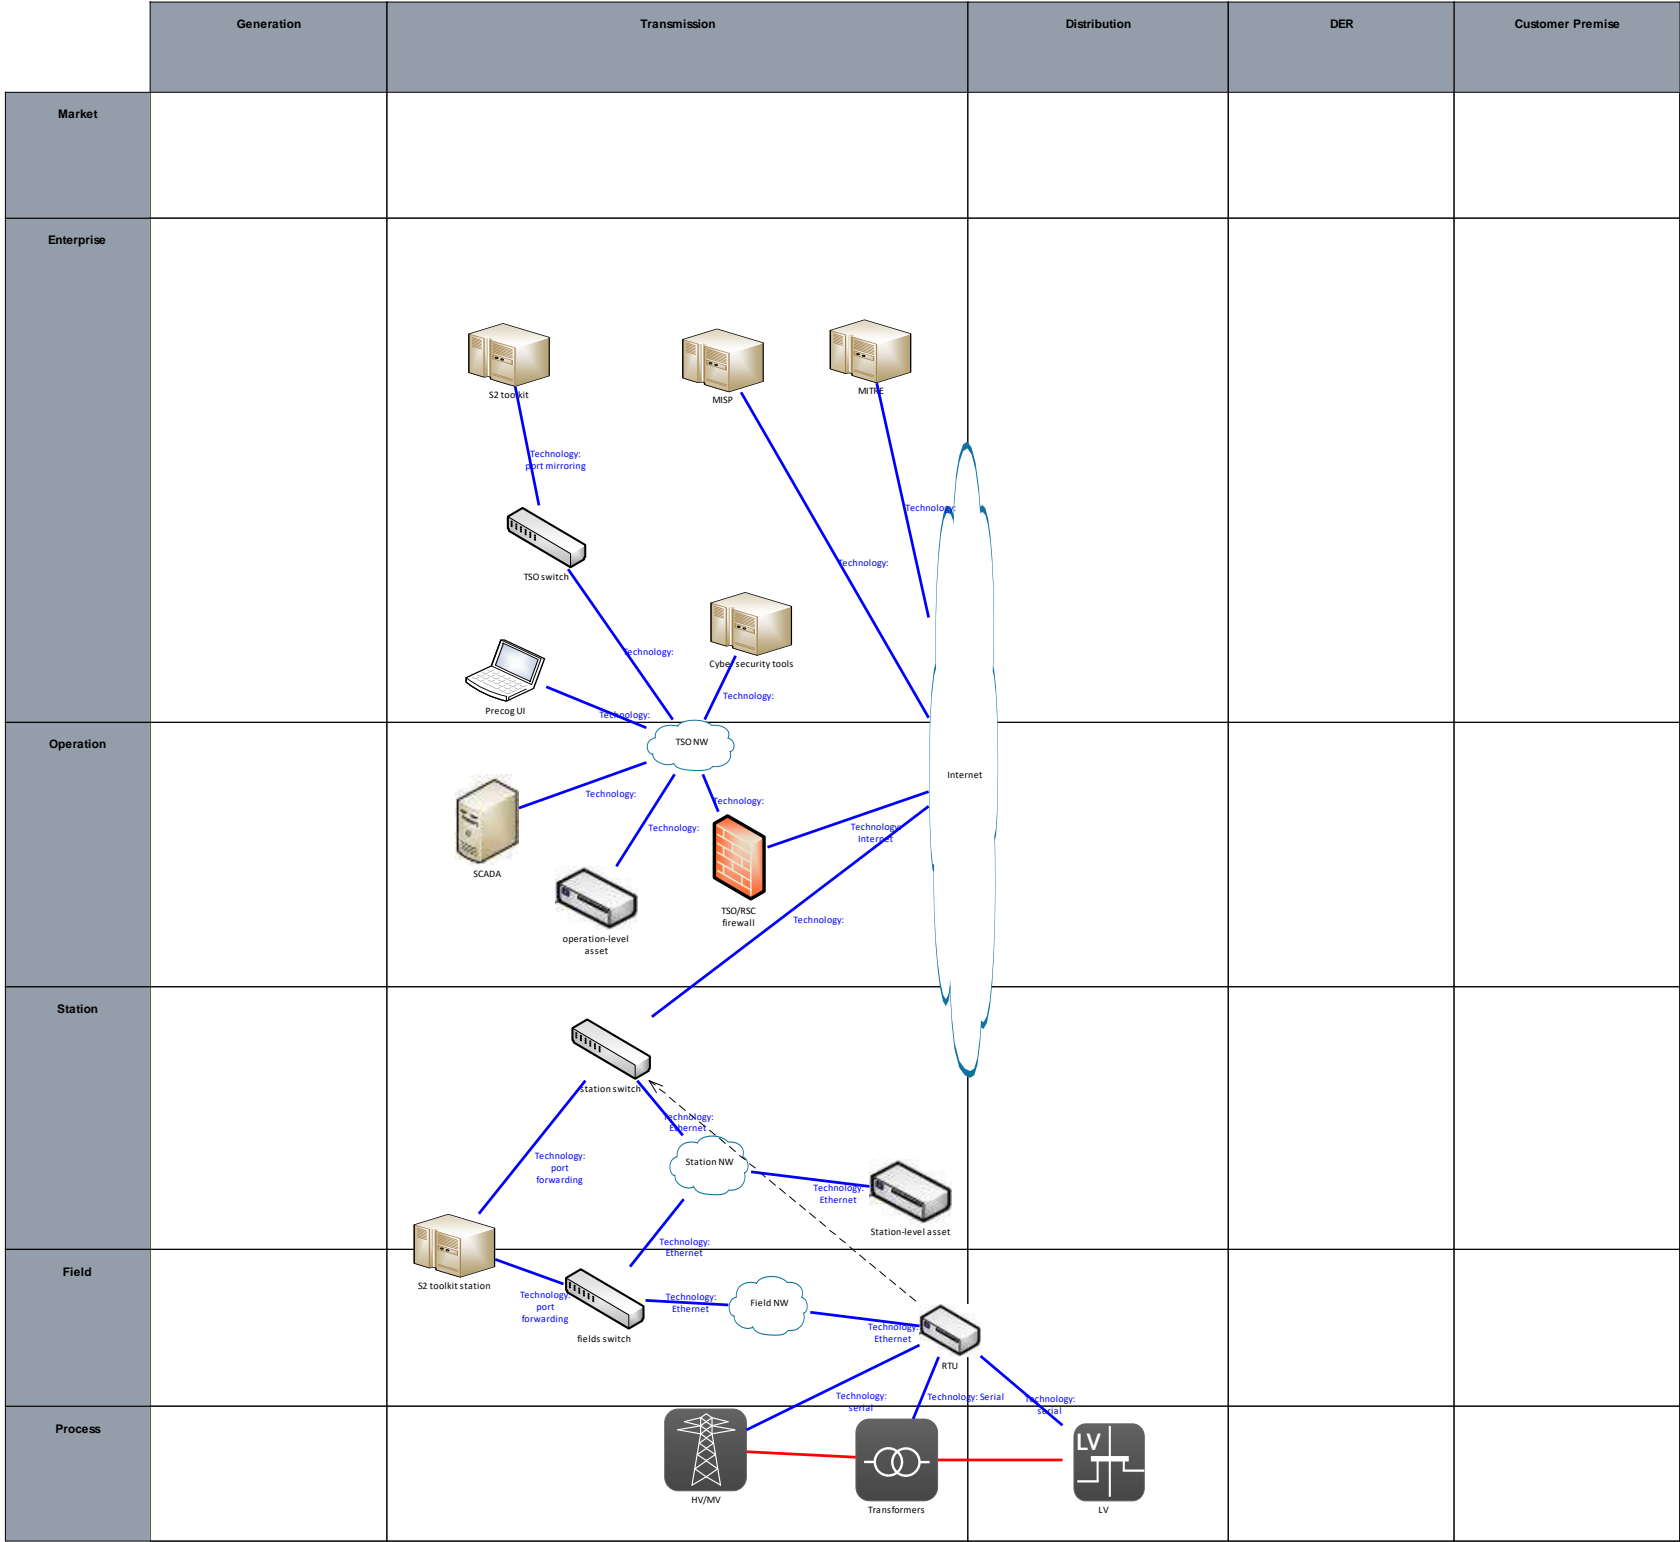 Generation
Transmission
Distribution
DER
Customer Premise
Market
Enterprise
S2 toolkit
MISP
MITRE
Technology:
port mirroring
Technology:
Technology:
TSO switch
Technology:
Cyber security tools
Technology:
Precog UI
Technology:
Operation
TSO NW
Internet
Technology:
Technology:
Technology:
Technology:
Internet
SCADA
TSO/RSC
firewall
Technology:
operation-level
asset
Station
station switch
Technology:
Ethernet
Technology:
port
forwarding
Station NW
Technology:
Ethernet
Station-level asset
Technology:
Ethernet
Field
S2 toolkit station
Technology:
port
forwarding
Technology:
Ethernet
Field NW
Technology:
Ethernet
fields switch
RTU
Technology:
serial
Technology: Serial
Technology:
serial
Process
LV
HV/MV
Transformers
LV